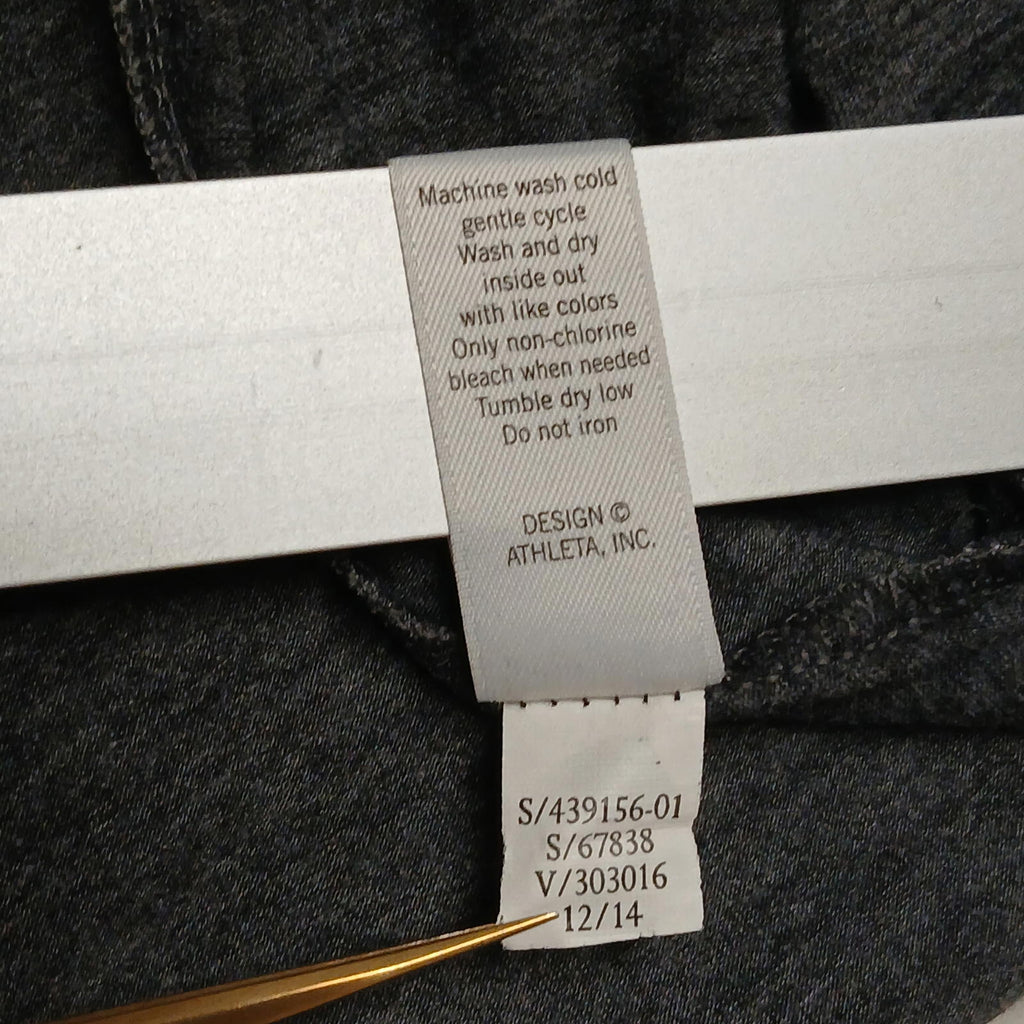 Machine wash cold
gentle cycle
Wash and dry
inside out
with like colors
Only non-chlorine
bleach when needed
Tumble dry low
Do not iron
DESIGN ©
ATHLETA, INC.
S/439156-01
S/67838
V/303016
12/14